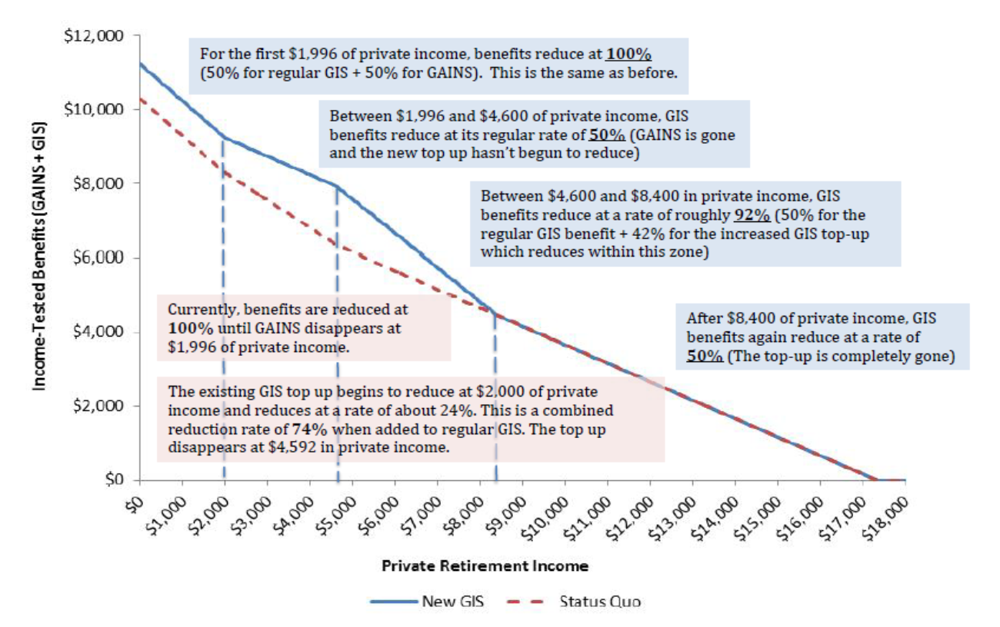 $12,000
For the first $1,996 of private income, benefits reduce at 100%
(50% for regular GIS + 50% for GAINS). This is the same as before.
$10,000
Between $1,996 and $4,600 of private income, GIS
benefits reduce at its regular rate of 50% (GAINS is gone
and the new top up hasn't begun to reduce)
$8,000
Between $4,600 and $8,400 in private income, GIS
benefits reduce at a rate of roughly 92% (50% for the
regular GIS benefit + 42% for the increased GIS top-up
which reduces within this zone)
$6,000
Income-Tested Benefits (GAINS + GIS)
Currently, benefits are reduced at
100% until GAINS disappears at
$1,996 of private income.
$4,000
After $8,400 of private income, GIS
benefits again reduce at a rate of
50% (The top-up is completely gone)
The existing GIS top up begins to reduce at $2,000 of private
income and reduces at a rate of about 24%. This is a combined
reduction rate of 74% when added to regular GIS. The top up
disappears at $4,592 in private income.
$2,000
$0
$0 $1,000 $2,000 $3,000 $4,000 $5,000 $6,000 $7,000 $8,000 $9,000 $10,000 $11,000 $12,000 $13,000 $14,000 $15,000 $16,000 $17,000 $18,000
Private Retirement Income
New GIS Status Quo